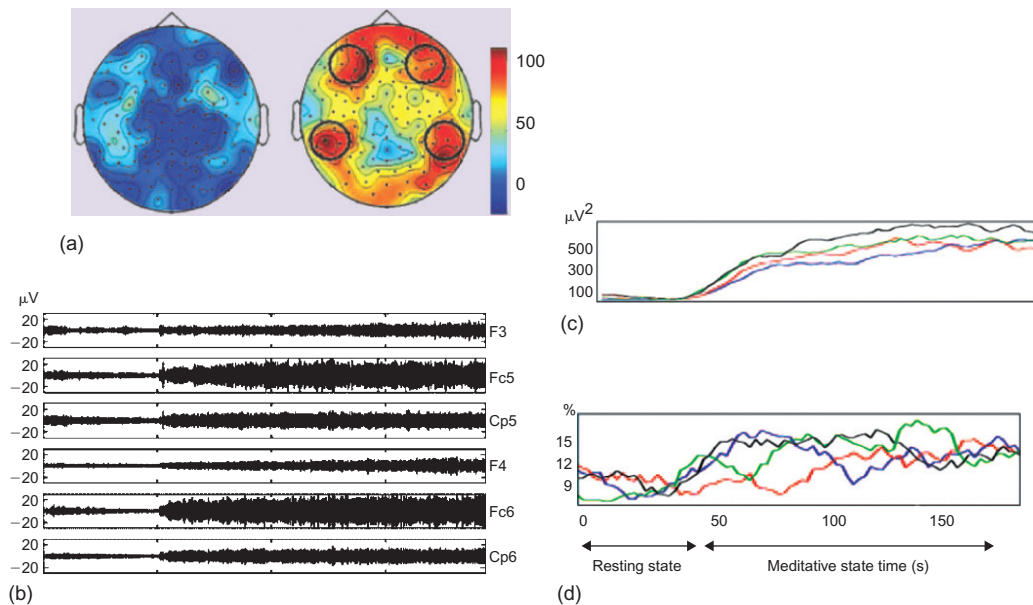 100
50
0
(a)
μV
20
−20
F3
20
−20
Fc5
20
−20
Cp5
20
−20
F4
20
−20
Fc6
20
−20
Cp6
(b)
μV²
500
300
100
(c)
%
15
12
9
0 50 100 150
Resting state Meditative state time (s)
(d)